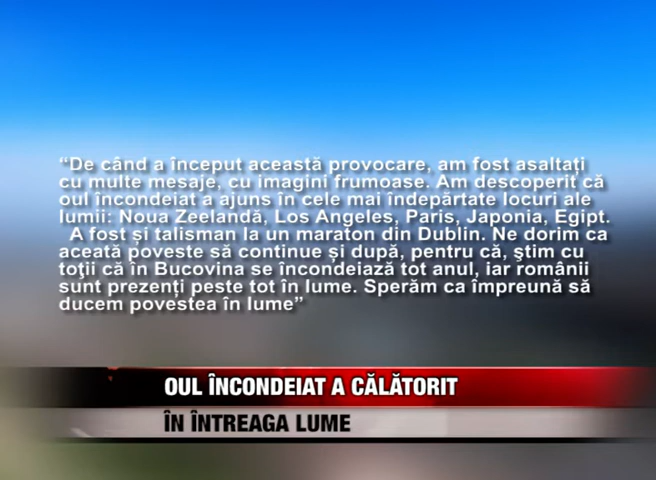 “De când a început această provocare, am fost asaltați
cu multe mesaje, cu imagini frumoase. Am descoperit că
oul încondeiat a ajuns în cele mai îndepărtate locuri ale
lumii: Noua Zeelandă, Los Angeles, Paris, Japonia, Egipt.
A fost și talisman la un maraton din Dublin. Ne dorim ca
aceată poveste să continue și după, pentru că, ştim cu
toţii că în Bucovina se încondeiază tot anul, iar românii
sunt prezenți peste tot în lume. Sperăm ca împreună să
ducem povestea în lume”
OUL ÎNCONDEIAT A CĂLĂTORIT
ÎN ÎNTREAGA LUME